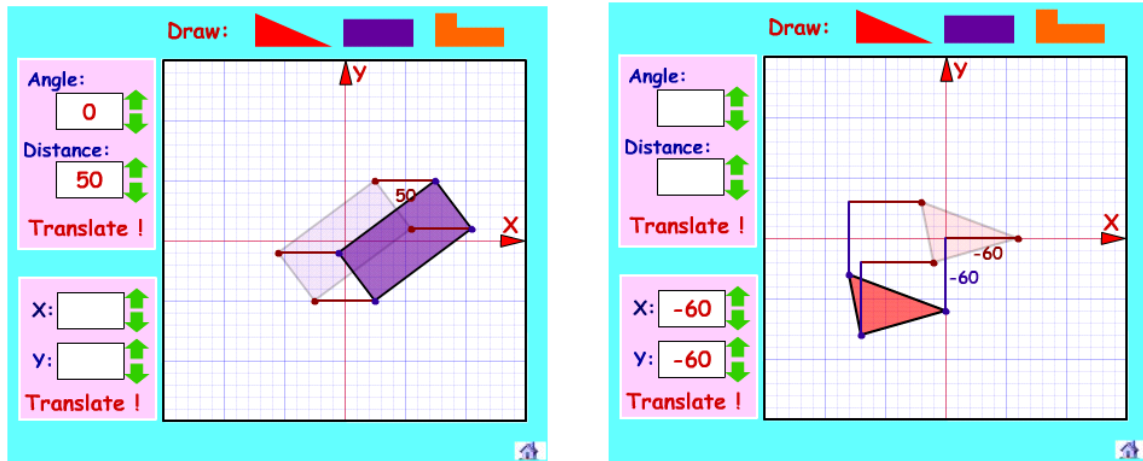 Draw:
Angle:
0
Distance:
50
Translate !
X:
Y:
Translate !
Y
X
50
Draw:
Angle:
Distance:
Translate !
X: -60
Y: -60
Translate !
Y
X
-60
-60